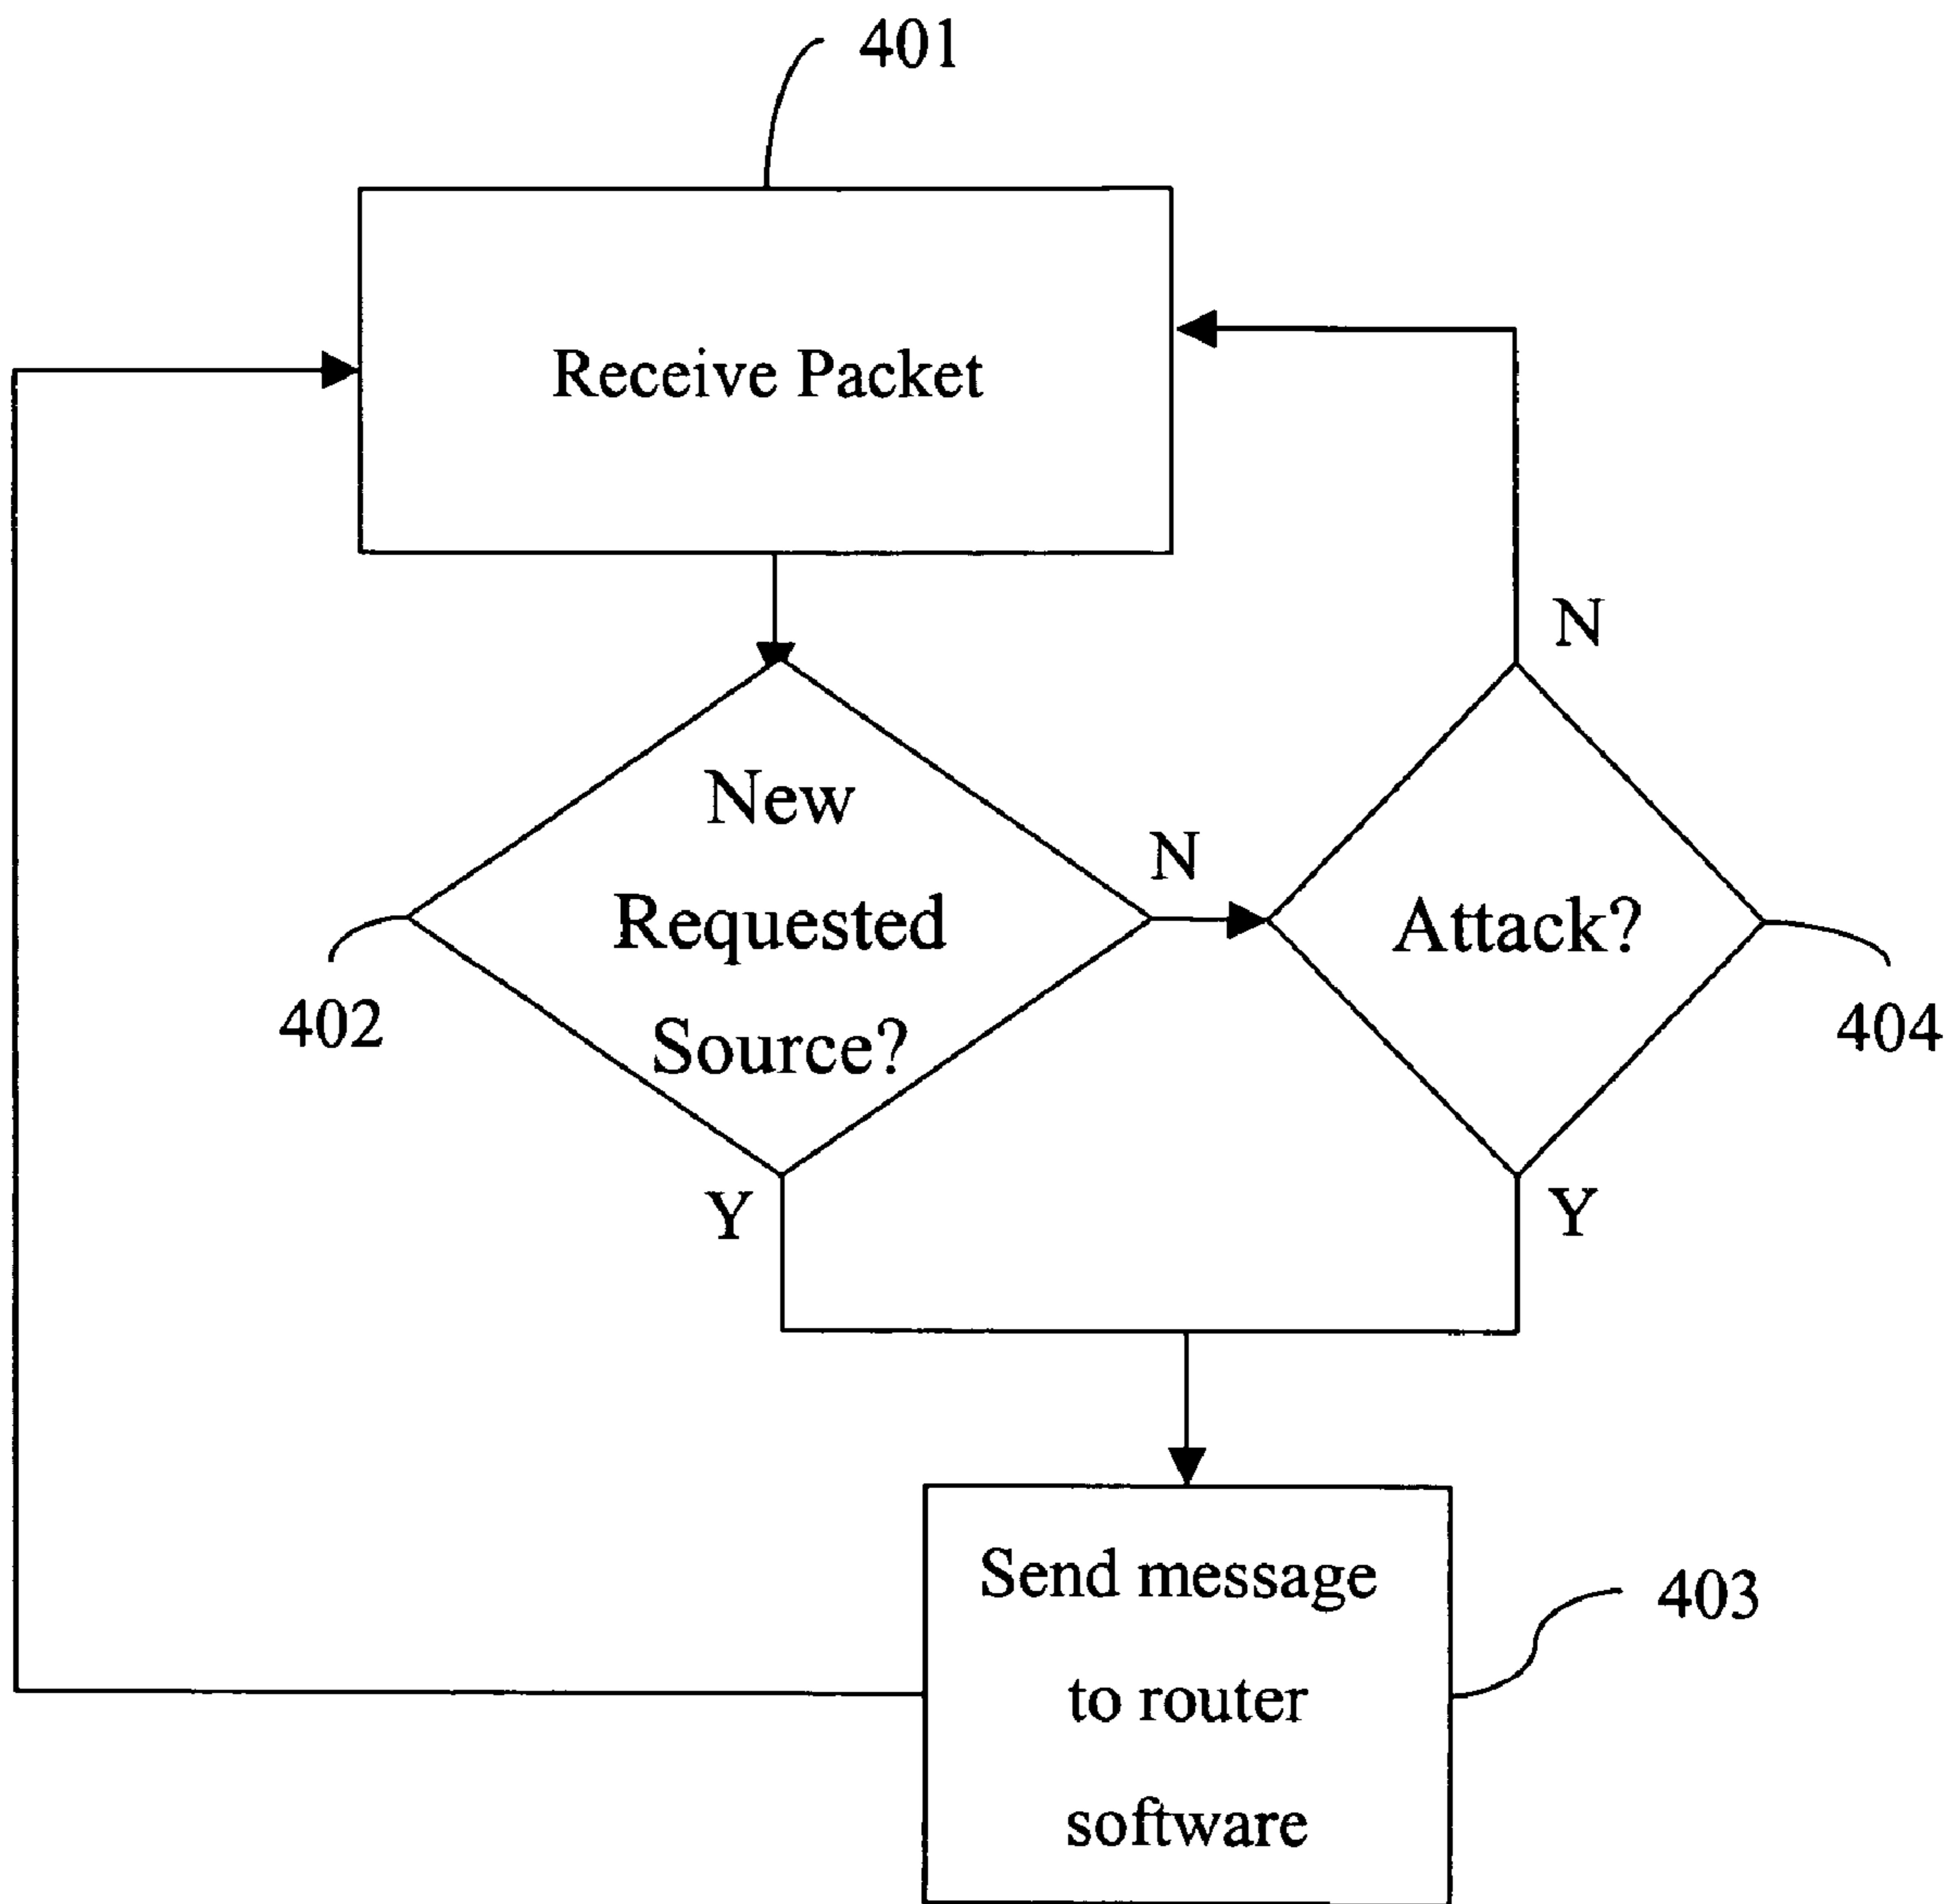 401
Receive Packet
N
New
Requested
Source?
N
Attack?
402
404
Y
Y
Send message
to router
software
403